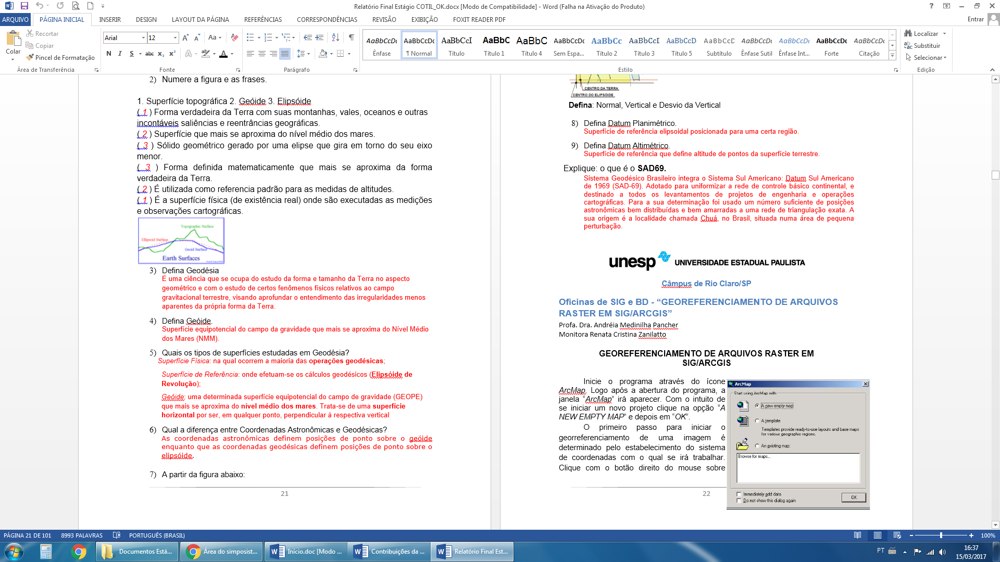 Relatório Final Estágio COTIL_OK.docx [Modo de Compatibilidade] - Word (Falha na Ativação do Produto)
ARQUIVO PÁGINA INICIAL INSERIR DESIGN LAYOUT DA PÁGINA REFERÊNCIAS CORRESPONDÊNCIAS REVISÃO EXIBIÇÃO FOXIT READER PDF Entrar
Colar
Recortar
Copiar
Pincel de Formatação
Área de Transferência
Arial 12
Fonte
Parágrafo
AaBbCcDc AaBbCcDc AaBbCcI AaBbC AaBbC AaBbCcDc AaBbCc AaBbCcI AaBbCcD AaBbCcD AaBbCcDc AaBbCcDc AaBbCcDc AaBbCcDc
Ênfase ¶ Normal Título Título 1 Título 4 Sem Espa... Título 2 Título 3 Título 5 Subtítulo Ênfase Sutil Ênfase Int... Forte Citação
Estilo
Localizar
Substituir
Selecionar
Edição
2) Numere a figura e as frases.
1. Superfície topográfica 2. Geóide 3. Elipsóide
( 1 ) Forma verdadeira da Terra com suas montanhas, vales, oceanos e outras
incontáveis saliências e reentrâncias geográficas.
( 2 ) Superfície que mais se aproxima do nível médio dos mares.
( 3 ) Sólido geométrico gerado por uma elipse que gira em torno do seu eixo
menor.
( 3 ) Forma definida matematicamente que mais se aproxima da forma
verdadeira da Terra.
( 2 ) É utilizada como referencia padrão para as medidas de altitudes.
( 1 ) É a superfície física (de existência real) onde são executadas as medições
e observações cartográficas.
Topographic Surface
Ellipsoid Surface
Geoid Surface
Earth Surfaces
3) Defina Geodésia
É uma ciência que se ocupa do estudo da forma e tamanho da Terra no aspecto
geométrico e com o estudo de certos fenômenos físicos relativos ao campo
gravitacional terrestre, visando aprofundar o entendimento das irregularidades menos
aparentes da própria forma da Terra.
4) Defina Geóide.
Superfície equipotencial do campo da gravidade que mais se aproxima do Nível Médio
dos Mares (NMM).
5) Quais os tipos de superfícies estudadas em Geodésia?
Superfície Física: na qual ocorrem a maioria das operações geodésicas;
Superfície de Referência: onde efetuam-se os cálculos geodésicos (Elipsóide de
Revolução);
Geóide: uma determinada superfície equipotencial do campo de gravidade (GEOPE)
que mais se aproxima do nível médio dos mares. Trata-se de uma superfície
horizontal por ser, em qualquer ponto, perpendicular à respectiva vertical
6) Qual a diferença entre Coordenadas Astronômicas e Geodésicas?
As coordenadas astronômicas definem posições de ponto sobre o geóide
enquanto que as coordenadas geodésicas definem posições de ponto sobre o
elipsóide.
7) A partir da figura abaixo:
21
CENTRO DA TERRA
CENTRO DO ELIPSÓIDE
Defina: Normal, Vertical e Desvio da Vertical
8) Defina Datum Planimétrico.
Superfície de referência elipsoidal posicionada para uma certa região.
9) Defina Datum Altimétrico.
Superfície de referência que define altitude de pontos da superfície terrestre.
Explique: o que é o SAD69.
Sistema Geodésico Brasileiro integra o Sistema Sul Americano: Datum Sul Americano
de 1969 (SAD-69). Adotado para uniformizar a rede de controle básico continental, e
destinado a todos os levantamentos de projetos de engenharia e operações
cartográficas. Para a sua determinação foi usado um número suficiente de posições
astronômicas bem distribuídas e bem amarradas a uma rede de triangulação exata. A
sua origem é a localidade chamada Chuá, no Brasil, situada numa área de pequena
perturbação.
unesp UNIVERSIDADE ESTADUAL PAULISTA
Câmpus de Rio Claro/SP
Oficinas de SIG e BD - “GEOREFERENCIAMENTO DE ARQUIVOS
RASTER EM SIG/ARCGIS”
Profa. Dra. Andréia Medinilha Pancher
Monitora Renata Cristina Zanilatto
GEOREFERENCIAMENTO DE ARQUIVOS RASTER EM
SIG/ARCGIS
Inicie o programa através do ícone
ArcMap. Logo após a abertura do programa, a
janela “ArcMap” irá aparecer. Com o intuito de
se iniciar um novo projeto clique na opção “A
NEW EMPTY MAP” e depois em “OK”.
O primeiro passo para iniciar o
georreferenciamento de uma imagem é
determinado pelo estabelecimento do sistema
de coordenadas com o qual se irá trabalhar.
Clique com o botão direito do mouse sobre
22
ArcMap
Start using ArcMap with
A new empty map
A template
Templates provide ready-to-use layouts and base maps
for various geographic regions.
An existing map:
Browse for maps...
Immediately add data
Do not show this dialog again
OK
PÁGINA 21 DE 101 8993 PALAVRAS PORTUGUÊS (BRASIL) 100%
Documentos Está... Área do simposist... Início.doc [Modo ... Contribuições da ... Relatório Final Est... PT 16:37
15/03/2017